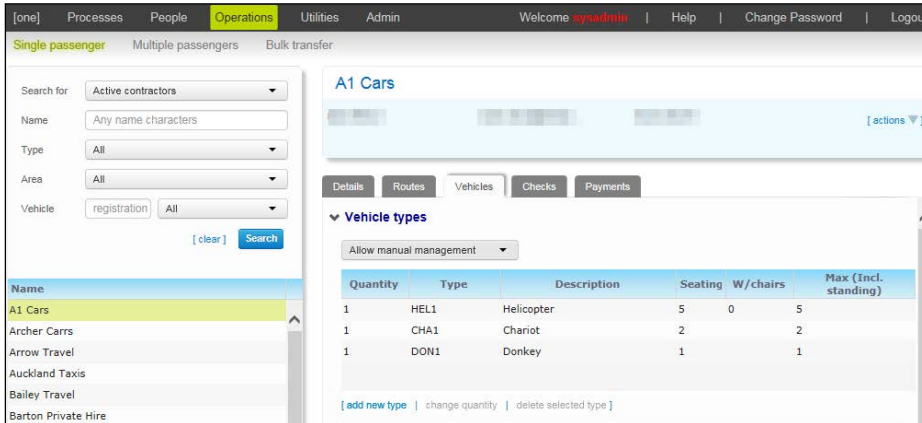 [one] Processes People Operations Utilities Admin Welcome sysadmin | Help | Change Password | Logou
Single passenger Multiple passengers Bulk transfer
Search for Active contractors
Name Any name characters
Type All
Area All
Vehicle registration All
[ clear ] Search
Name
A1 Cars
Archer Carrs
Arrow Travel
Auckland Taxis
Bailey Travel
Barton Private Hire
A1 Cars
[ actions ]
Details Routes Vehicles Checks Payments
Vehicle types
Allow manual management
Quantity Type Description Seating W/chairs Max (Incl. standing)
1 HEL1 Helicopter 5 0 5
1 CHA1 Chariot 2 2
1 DON1 Donkey 1 1
[ add new type | change quantity | delete selected type ]